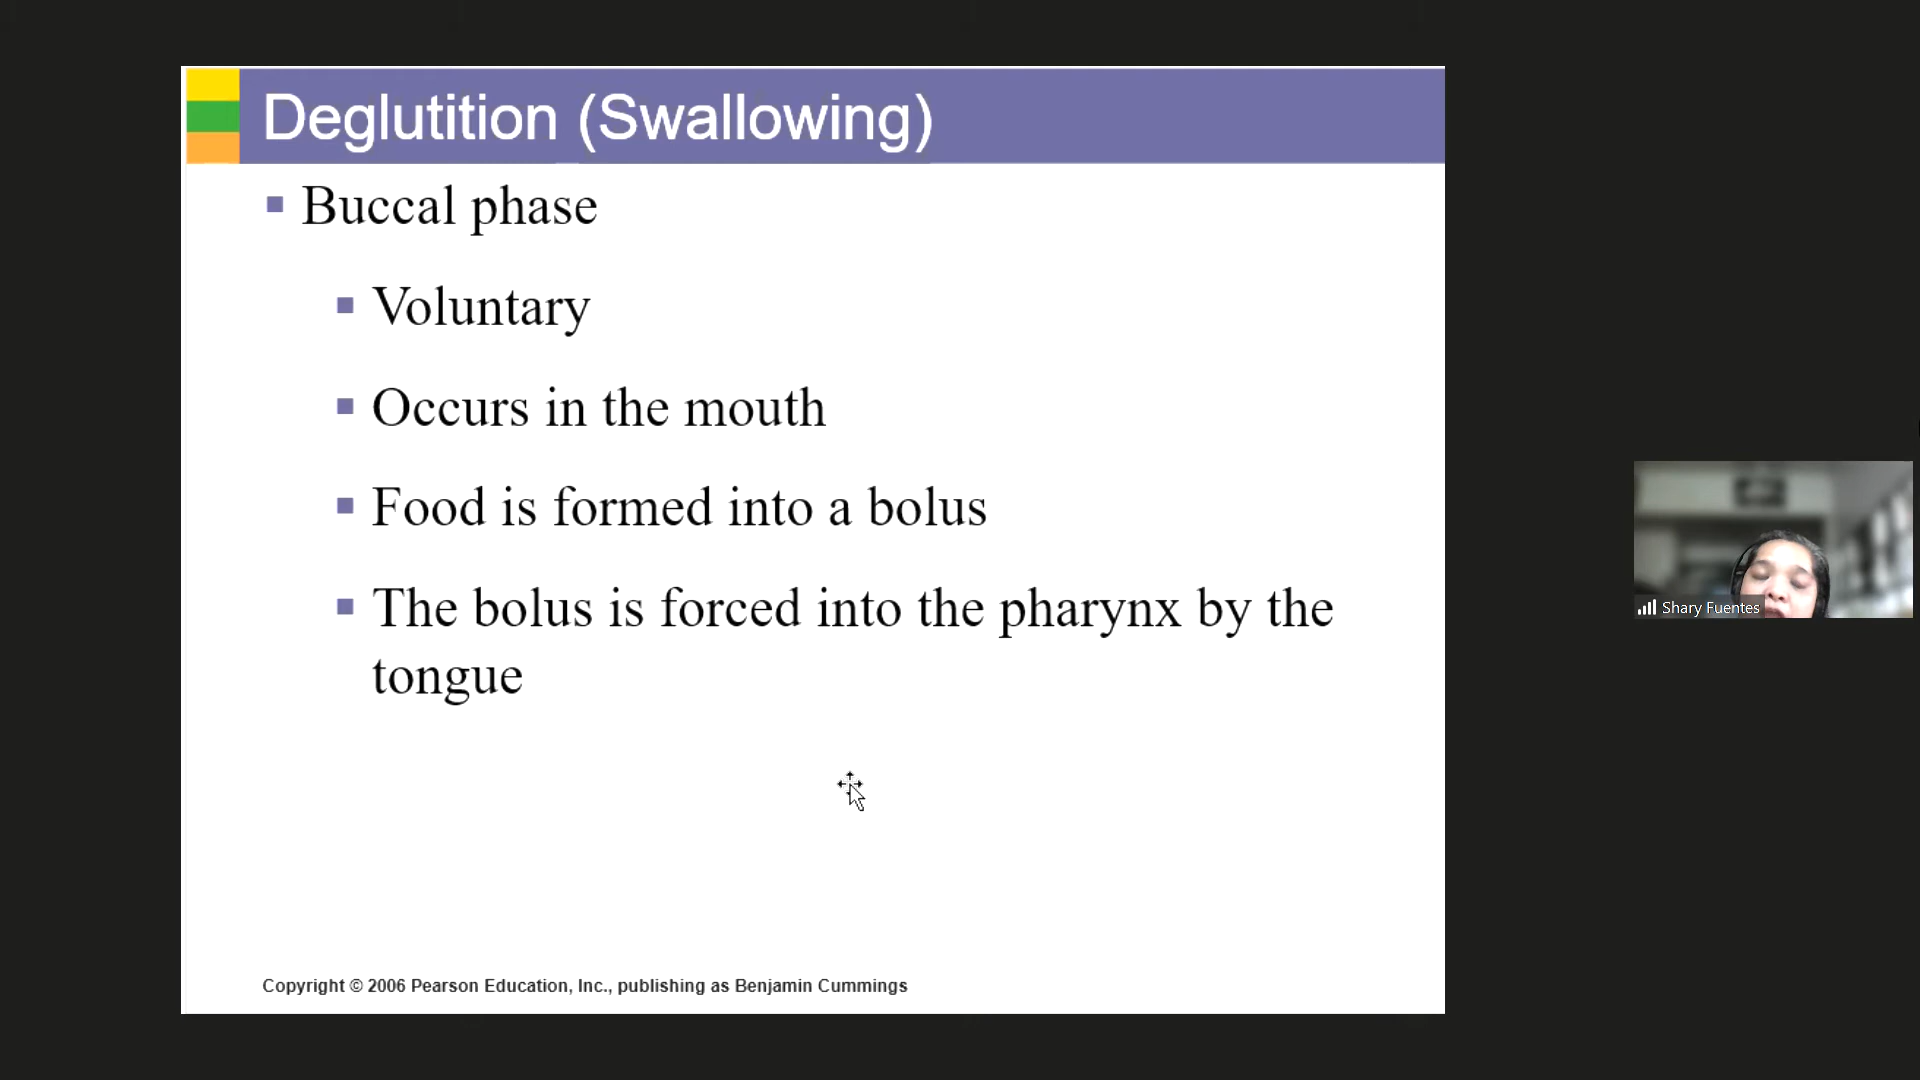 Deglutition (Swallowing)
Buccal phase
Voluntary
Occurs in the mouth
Food is formed into a bolus
The bolus is forced into the pharynx by the
tongue
Shary Fuentes
Copyright © 2006 Pearson Education, Inc., publishing as Benjamin Cummings